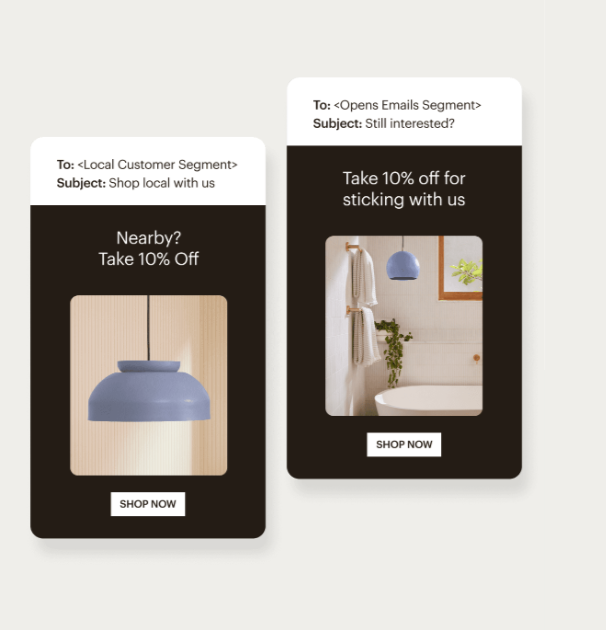 To: <Local Customer Segment>
Subject: Shop local with us
Nearby?
Take 10% Off
SHOP NOW
To: <Opens Emails Segment>
Subject: Still interested?
Take 10% off for
sticking with us
SHOP NOW